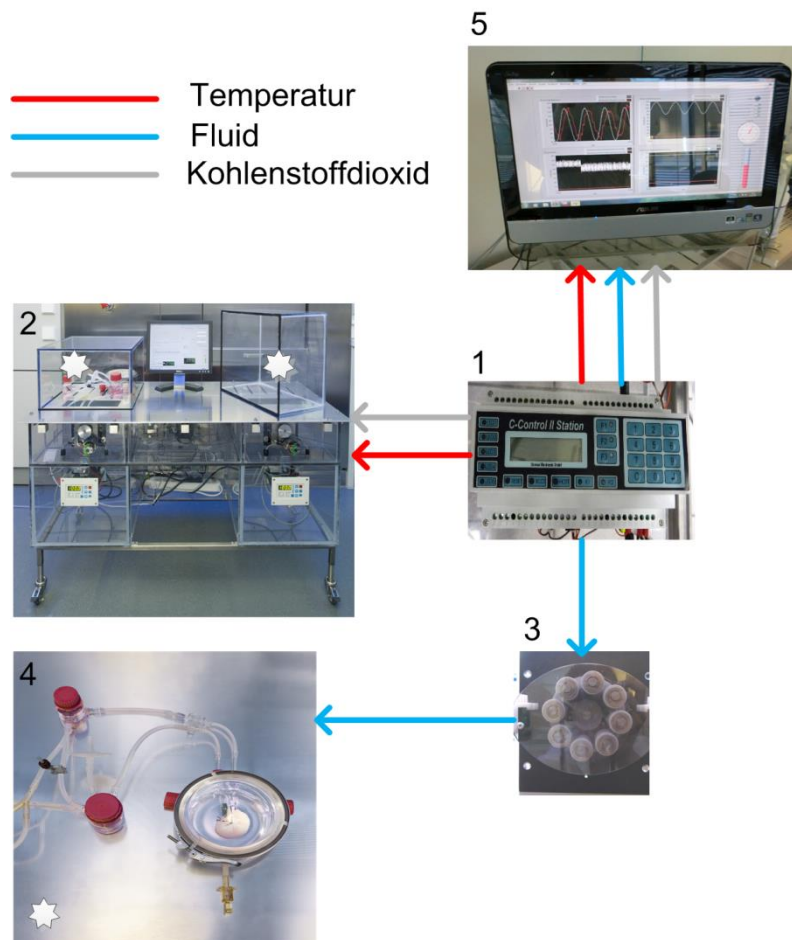 5
Temperatur
Fluid
Kohlenstoffdioxid
2
1
C-Control II Station
3
4